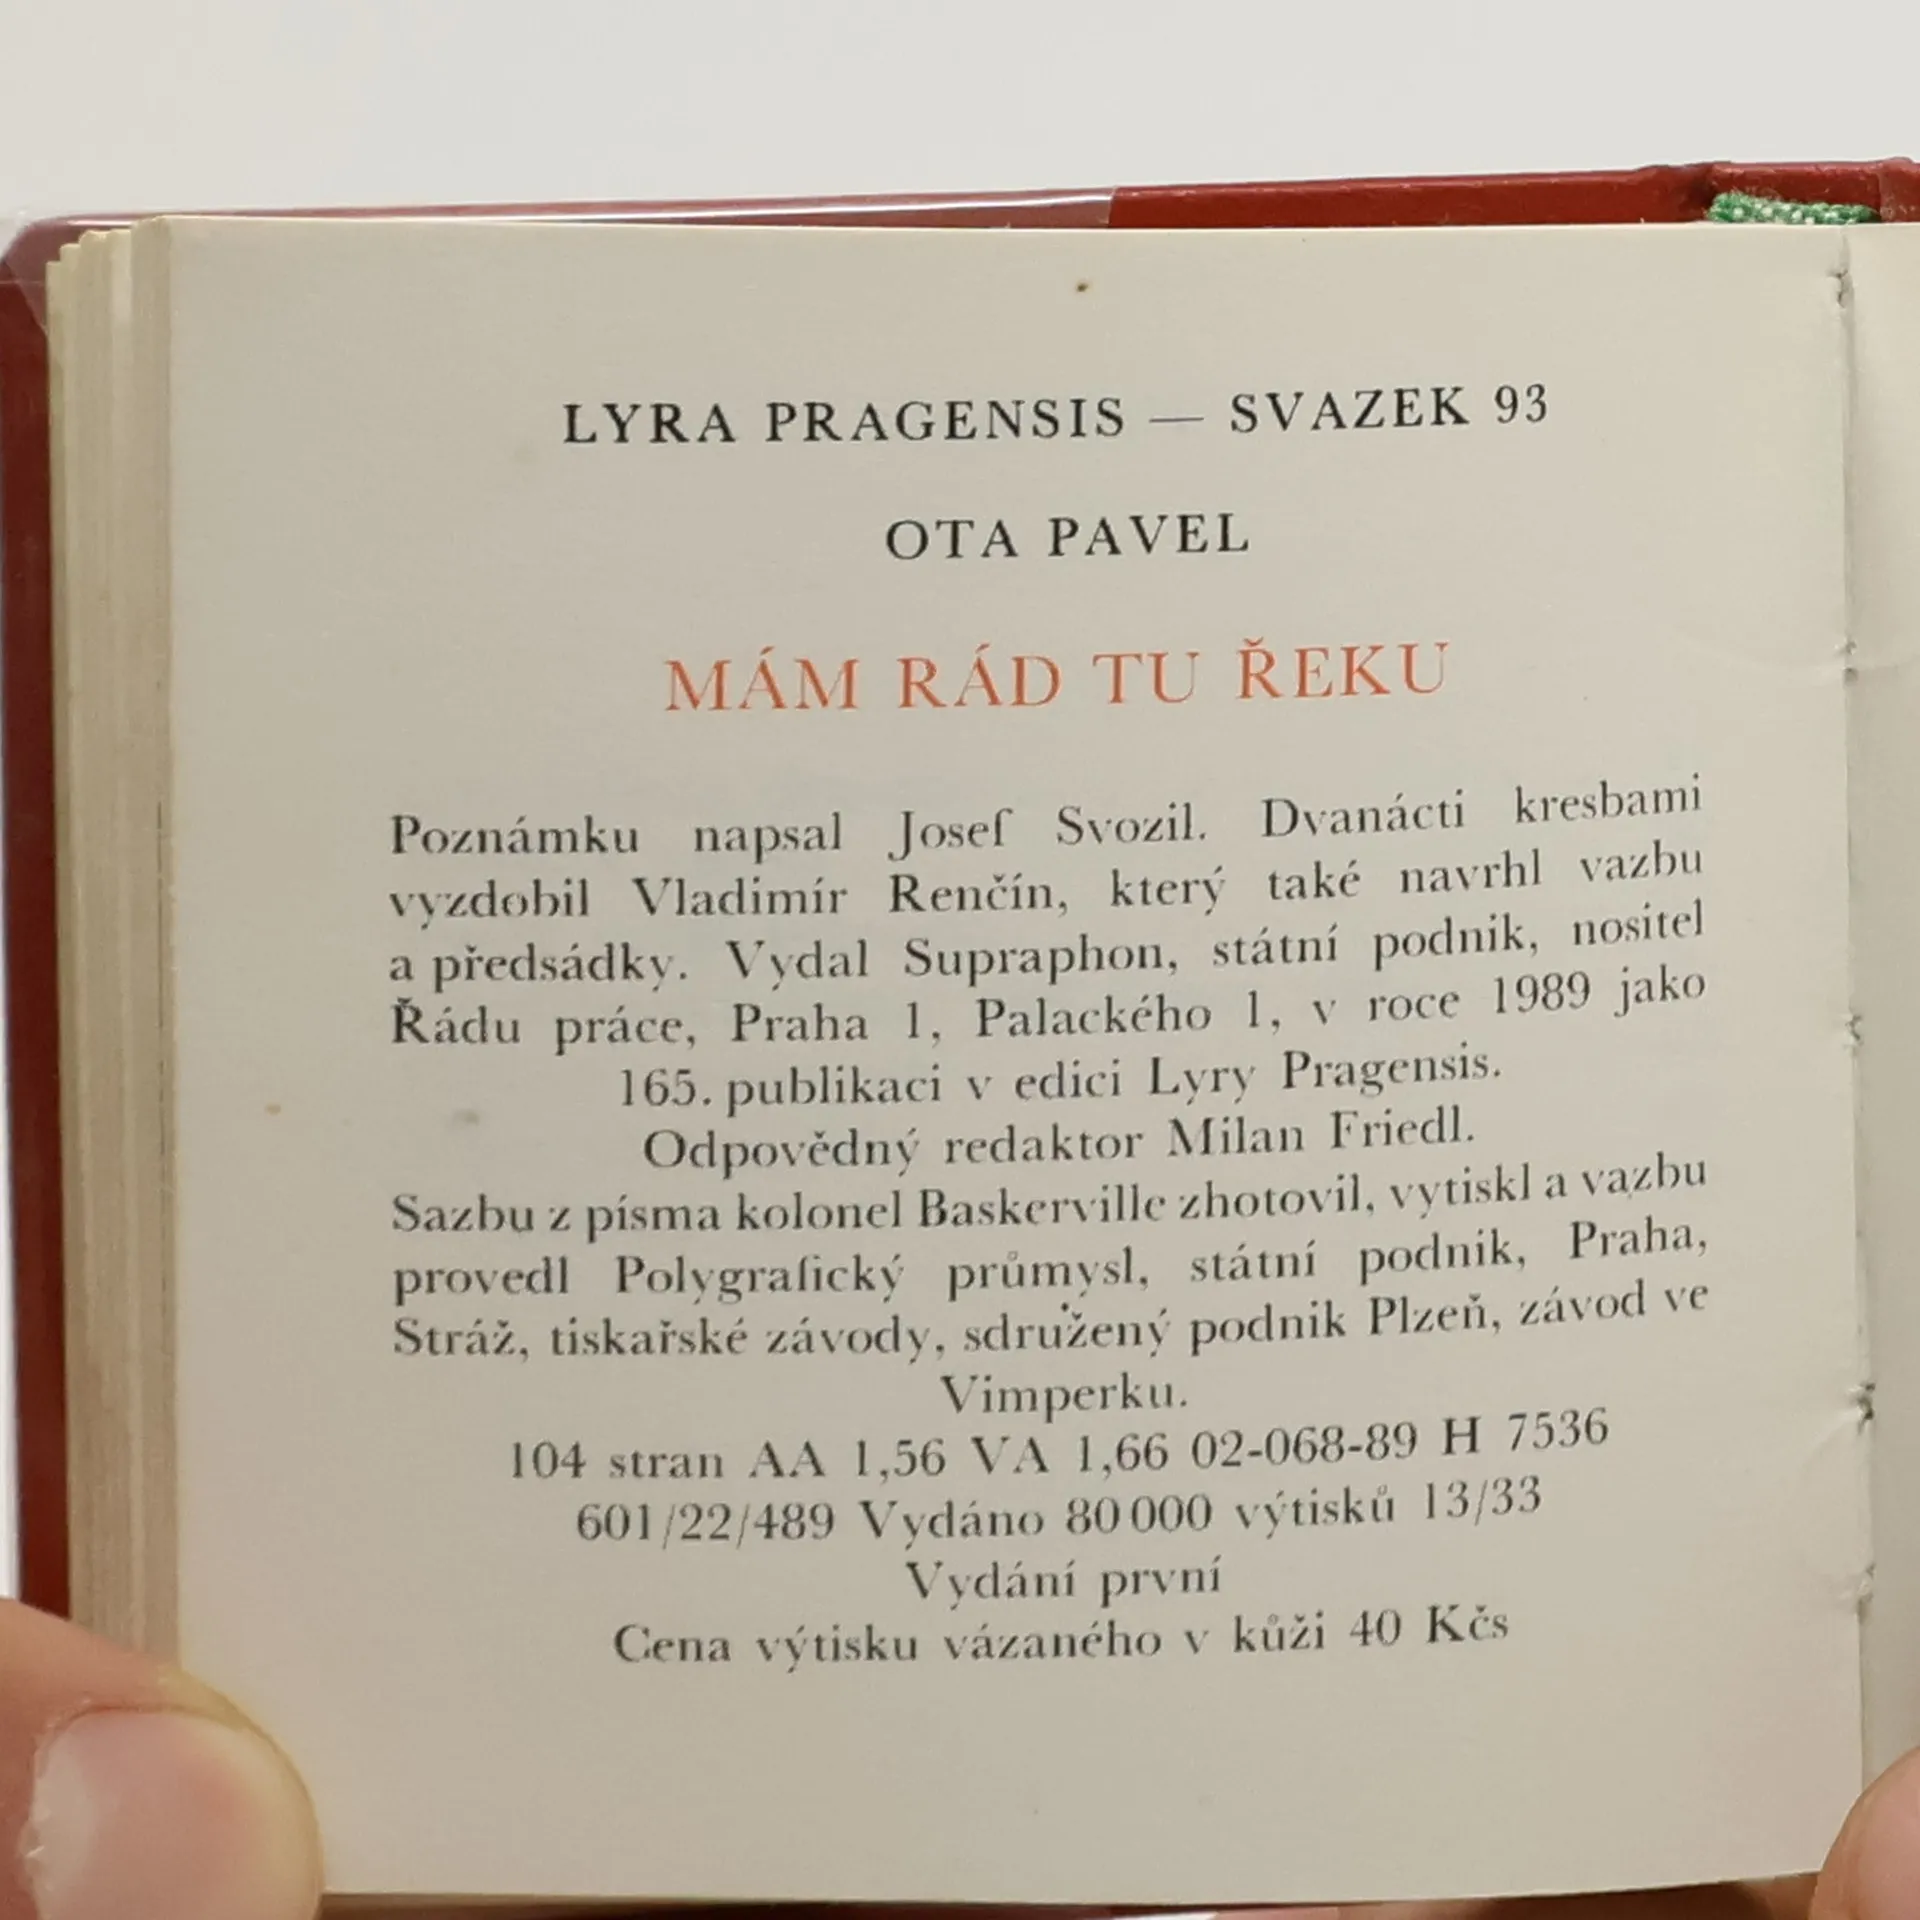 LYRA PRAGENSIS — SVAZEK 93
OTA PAVEL
MÁM RÁD TU ŘEKU
Poznámku napsal Josef Svozil. Dvanácti kresbami
vyzdobil Vladimír Renčín, který také navrhl vazbu
a předsádky. Vydal Supraphon, státní podnik, nositel
Řádu práce, Praha 1, Palackého 1, v roce 1989 jako
165. publikaci v edici Lyry Pragensis.
Odpovědný redaktor Milan Friedl.
Sazbu z písma kolonel Baskerville zhotovil, vytiskl a vazbu
provedl Polygrafický průmysl, státní podnik, Praha,
Stráž, tiskařské závody, sdružený podnik Plzeň, závod ve
Vimperku.
104 stran AA 1,56 VA 1,66 02-068-89 H 7536
601/22/489 Vydáno 80 000 výtisků 13/33
Vydání první
Cena výtisku vázaného v kůži 40 Kčs